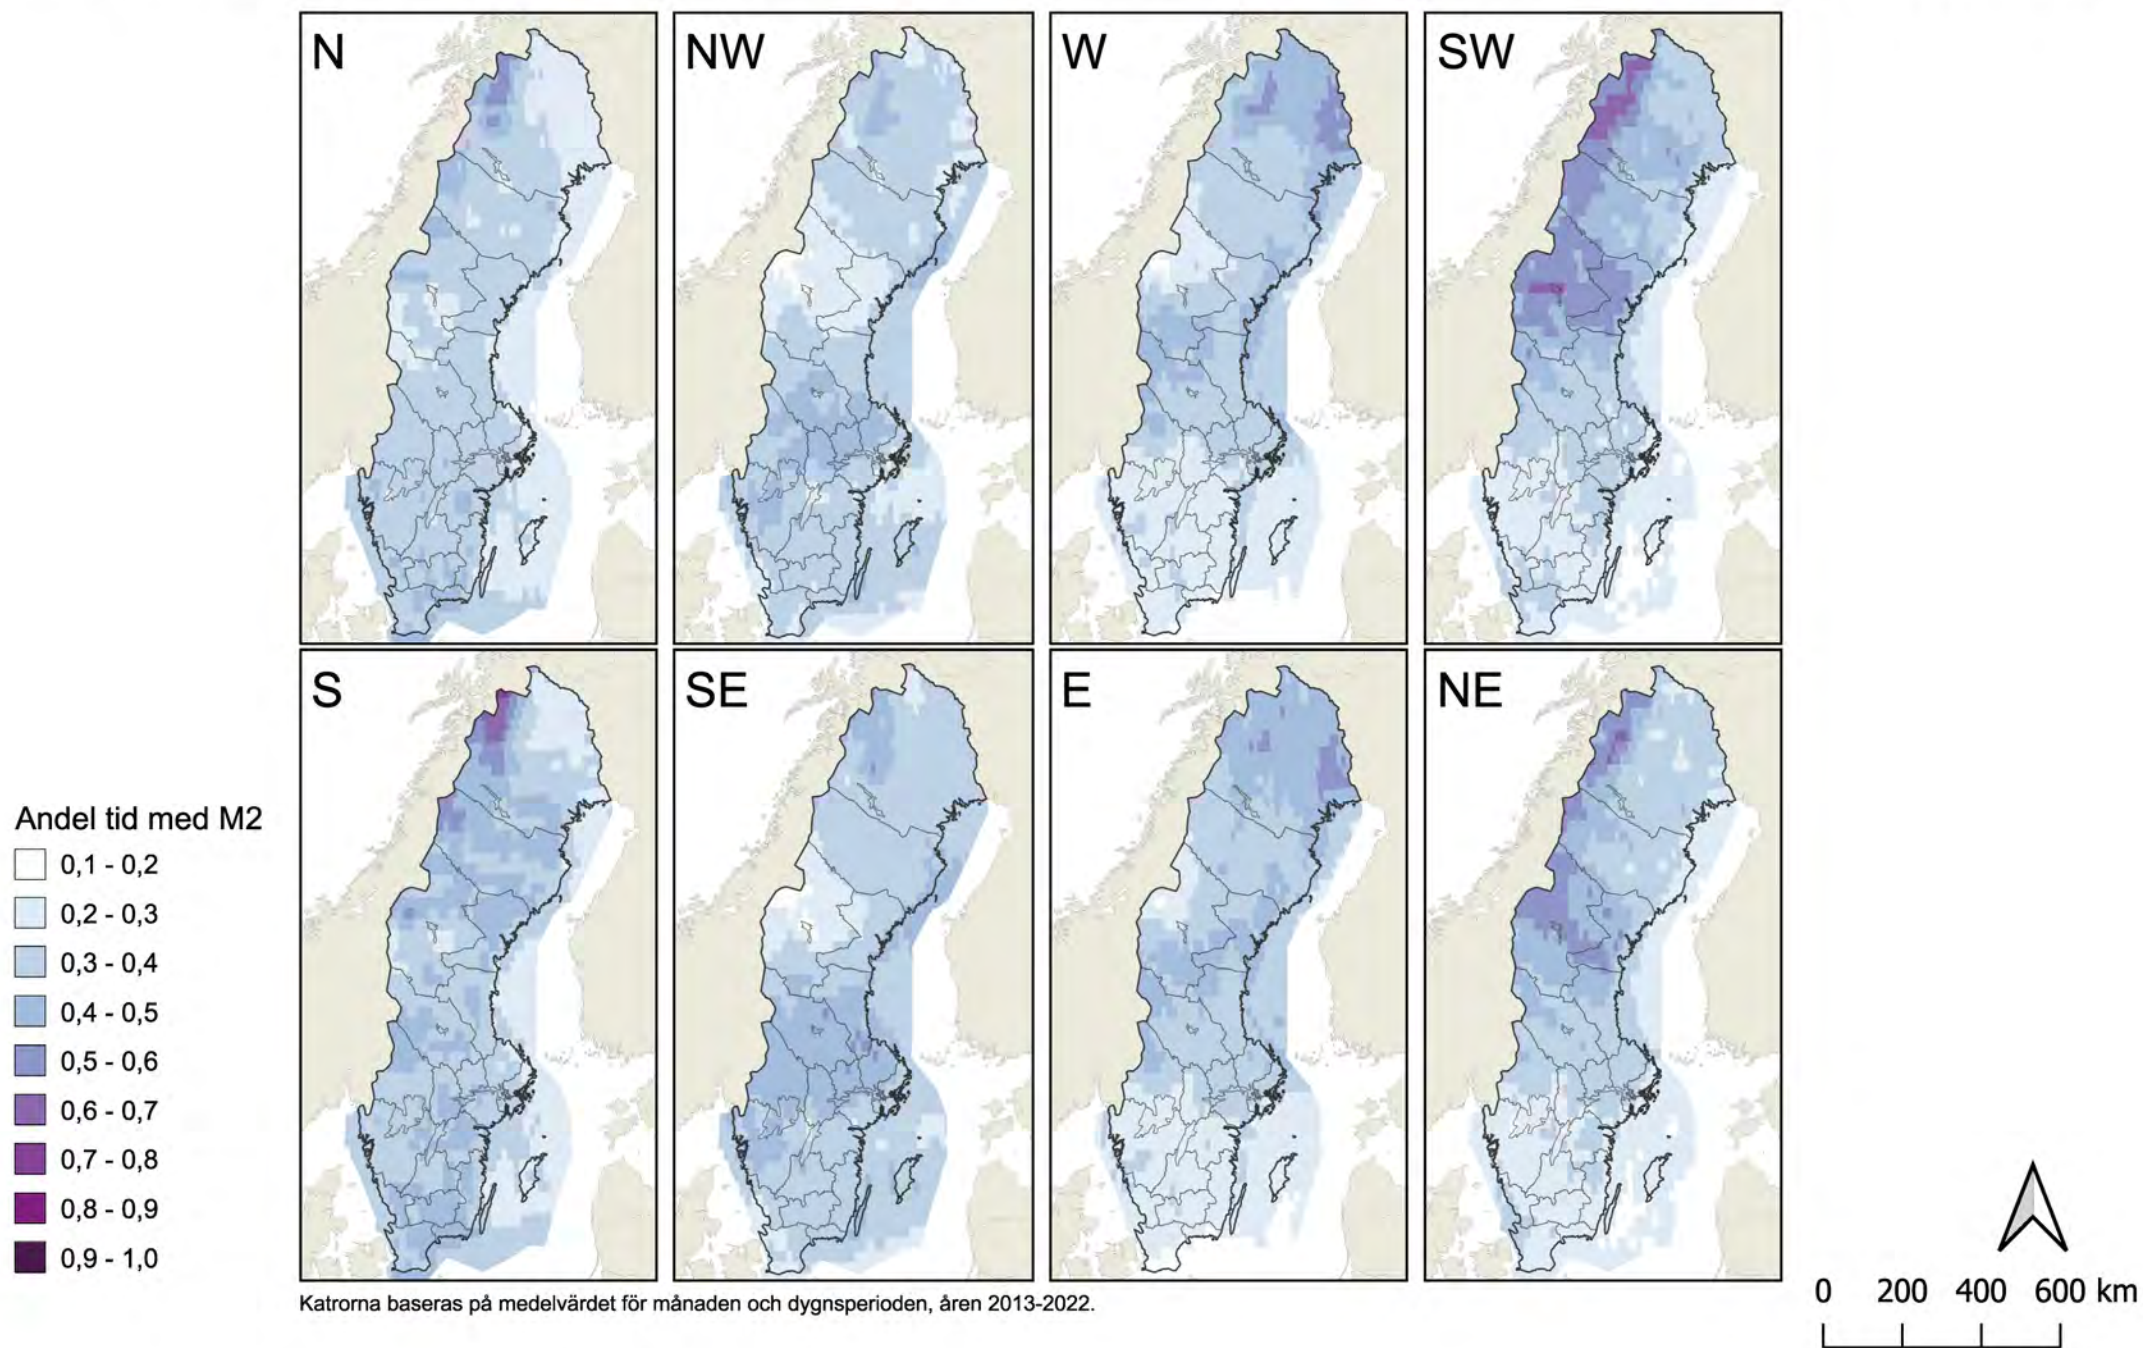 N
NW
W
SW
S
SE
E
NE
Andel tid med M2
0,1 - 0,2
0,2 - 0,3
0,3 - 0,4
0,4 - 0,5
0,5 - 0,6
0,6 - 0,7
0,7 - 0,8
0,8 - 0,9
0,9 - 1,0
Katrorna baseras på medelvärdet för månaden och dygnsperioden, åren 2013-2022.
0 200 400 600 km